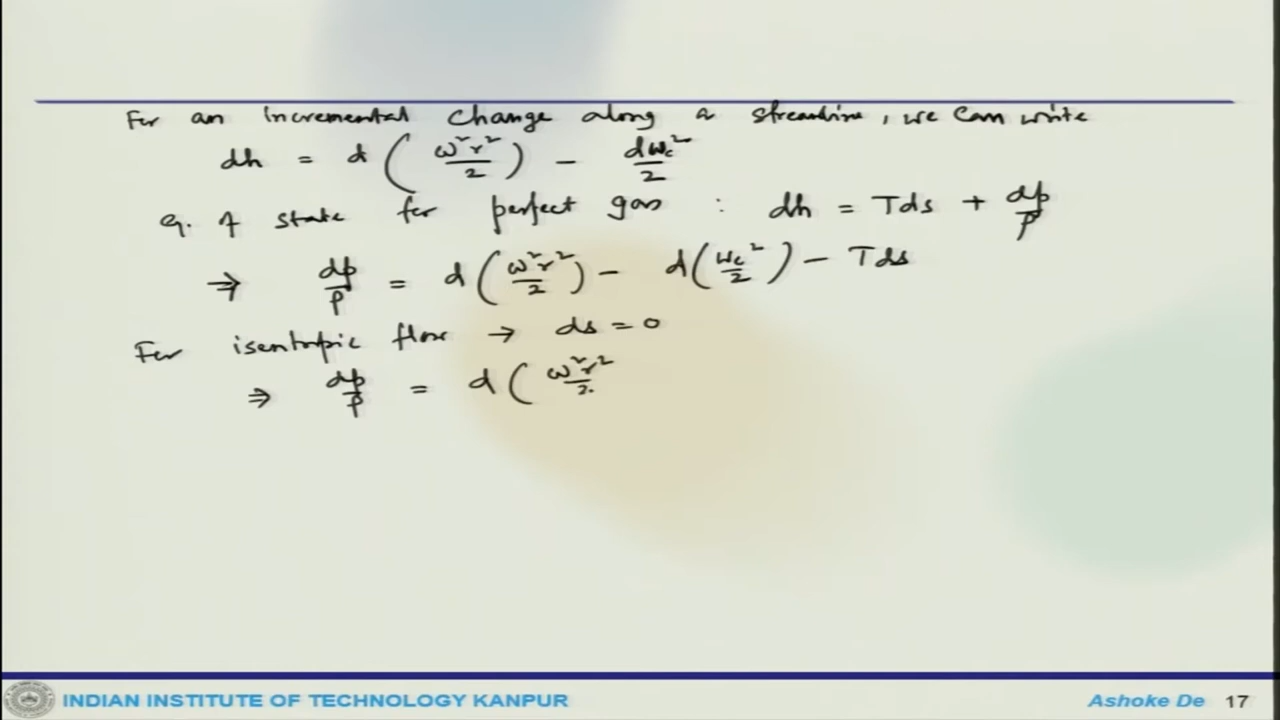 For an incremental change along a streamline, we can write
dh = d ( ω²r²/2 ) - dw_c²/2
Eq. of state for perfect gas : dh = Tds + dp/ρ
⇒ dp/ρ = d ( ω²r²/2 ) - d ( w_c²/2 ) - Tds
For isentropic flow → ds = 0
⇒ dp/ρ = d ( ω²r²/2
INDIAN INSTITUTE OF TECHNOLOGY KANPUR
Ashoke De 17